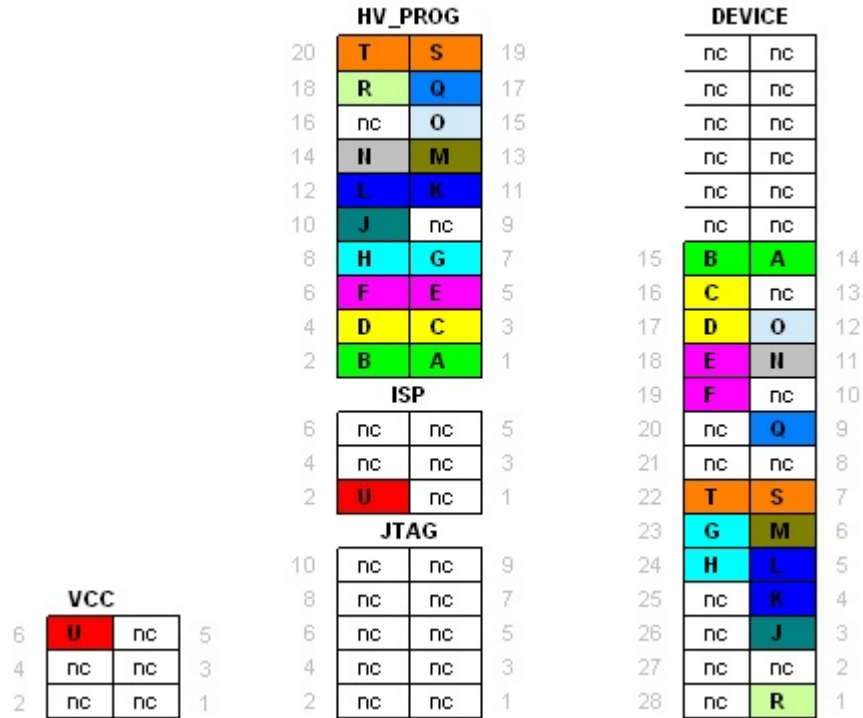 HV_PROG DEVICE
20 T S 19 nc nc
18 R Q 17 nc nc
16 nc O 15 nc nc
14 N M 13 nc nc
12 L K 11 nc nc
10 J nc 9 nc nc
8 H G 7 15 B A 14
6 F E 5 16 C nc 13
4 D C 3 17 D O 12
2 B A 1 18 E N 11
ISP 19 F nc 10
6 nc nc 5 20 nc Q 9
4 nc nc 3 21 nc nc 8
2 U nc 1 22 T S 7
JTAG 23 G M 6
10 nc nc 9 24 H L 5
VCC 8 nc nc 7 25 nc K 4
6 U nc 5 6 nc nc 5 26 nc J 3
4 nc nc 3 4 nc nc 3 27 nc nc 2
2 nc nc 1 2 nc nc 1 28 nc R 1